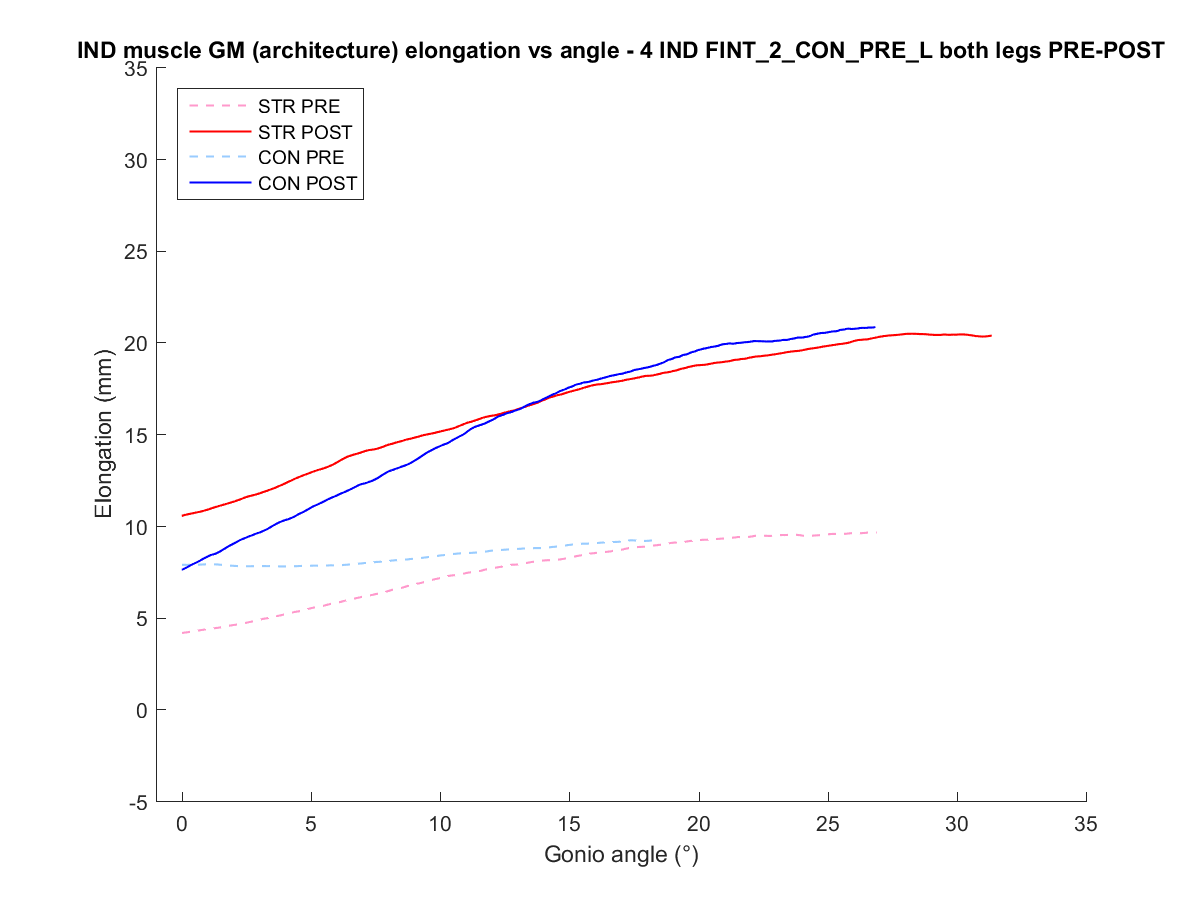 IND muscle GM (architecture) elongation vs angle - 4 IND FINT_2_CON_PRE_L both legs PRE-POST
STR PRE
STR POST
CON PRE
CON POST
35
30
25
20
15
10
5
0
-5
Elongation (mm)
0 5 10 15 20 25 30 35
Gonio angle (°)